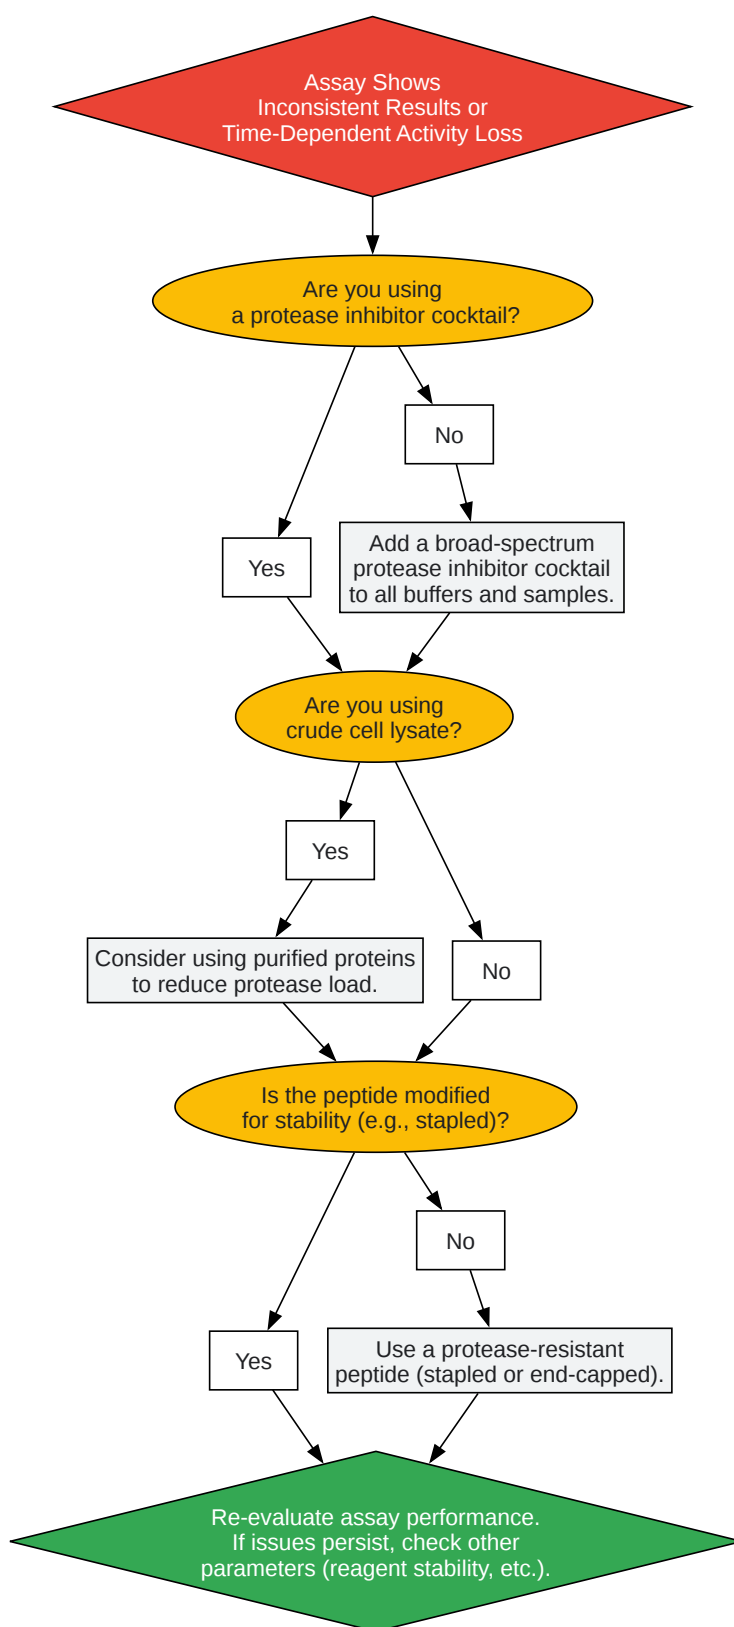 Assay Shows
Inconsistent Results or
Time-Dependent Activity Loss
Are you using
a protease inhibitor cocktail?
No
Yes
Add a broad-spectrum
protease inhibitor cocktail
to all buffers and samples.
Are you using
crude cell lysate?
Yes
Consider using purified proteins
to reduce protease load.
No
Is the peptide modified
for stability (e.g., stapled)?
No
Yes
Use a protease-resistant
peptide (stapled or end-capped).
Re-evaluate assay performance.
If issues persist, check other
parameters (reagent stability, etc.).